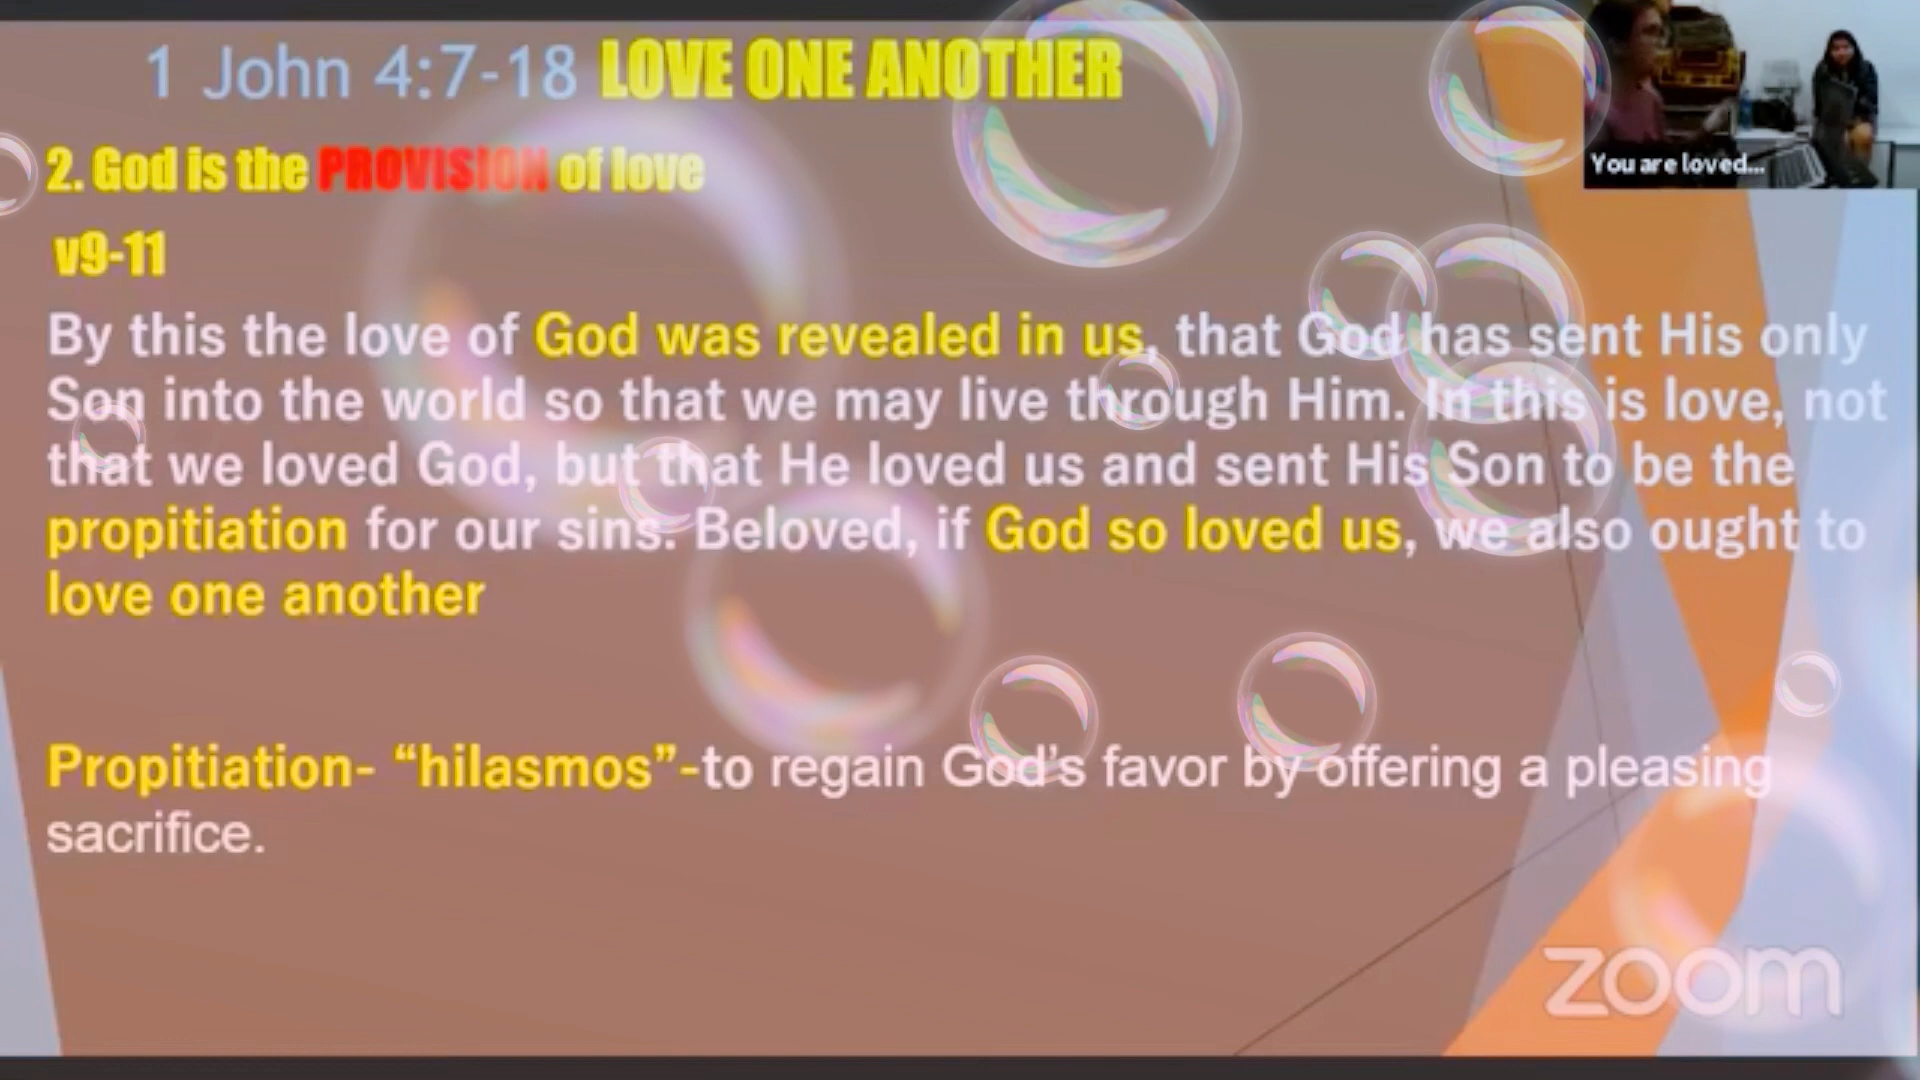 1 John 4:7-18 LOVE ONE ANOTHER
You are loved...
2. God is the PROVISION of love
v9-11
By this the love of God was revealed in us, that God has sent His only
Son into the world so that we may live through Him. In this is love, not
that we loved God, but that He loved us and sent His Son to be the
propitiation for our sins. Beloved, if God so loved us, we also ought to
love one another
Propitiation- “hilasmos”-to regain God’s favor by offering a pleasing
sacrifice.
zoom